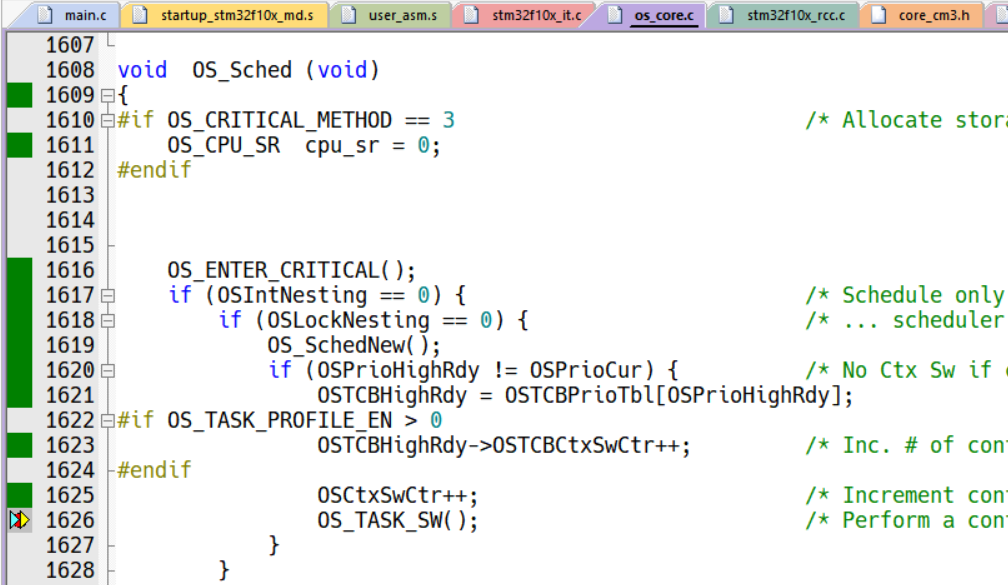 main.c startup_stm32f10x_md.s user_asm.s stm32f10x_it.c os_core.c stm32f10x_rcc.c core_cm3.h
1607
1608 void OS_Sched (void)
1609 {
1610 #if OS_CRITICAL_METHOD == 3 /* Allocate stora
1611 OS_CPU_SR cpu_sr = 0;
1612 #endif
1613
1614
1615
1616 OS_ENTER_CRITICAL();
1617 if (OSIntNesting == 0) { /* Schedule only
1618 if (OSLockNesting == 0) { /* ... scheduler
1619 OS_SchedNew();
1620 if (OSPrioHighRdy != OSPrioCur) { /* No Ctx Sw if
1621 OSTCBHighRdy = OSTCBPrioTbl[OSPrioHighRdy];
1622 #if OS_TASK_PROFILE_EN > 0
1623 OSTCBHighRdy->OSTCBCtxSwCtr++; /* Inc. # of con
1624 #endif
1625 OSCtxSwCtr++; /* Increment con
1626 OS_TASK_SW(); /* Perform a con
1627 }
1628 }